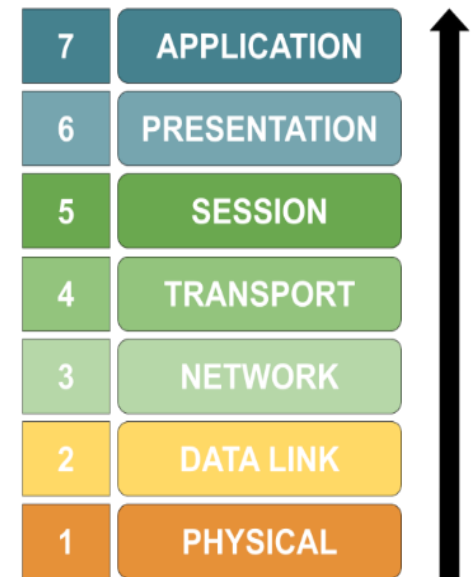 7 APPLICATION
6 PRESENTATION
5 SESSION
4 TRANSPORT
3 NETWORK
2 DATA LINK
1 PHYSICAL